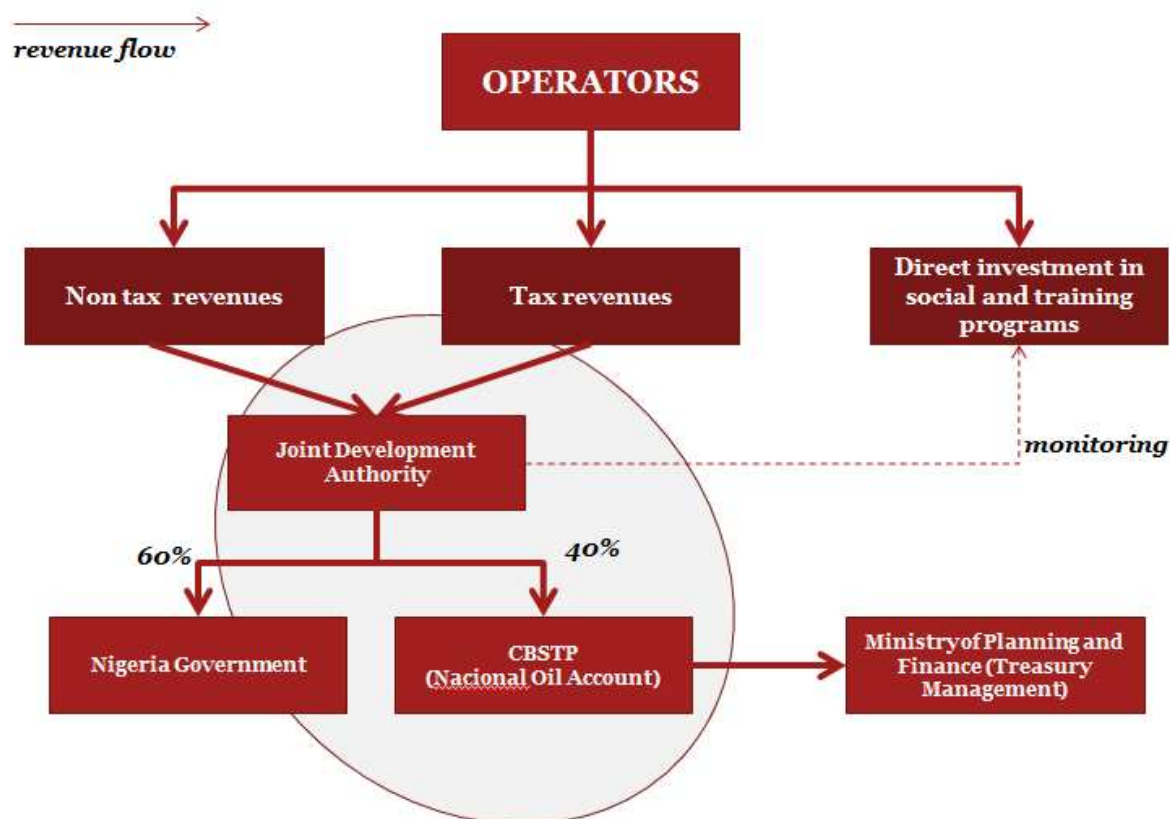 revenue flow
OPERATORS
Non tax revenues
Tax revenues
Direct investment in
social and training
programs
Joint Development
Authority
monitoring
60%
40%
Nigeria Government
CBSTP
(Nacional Oil Account)
Ministry of Planning and
Finance (Treasury
Management)